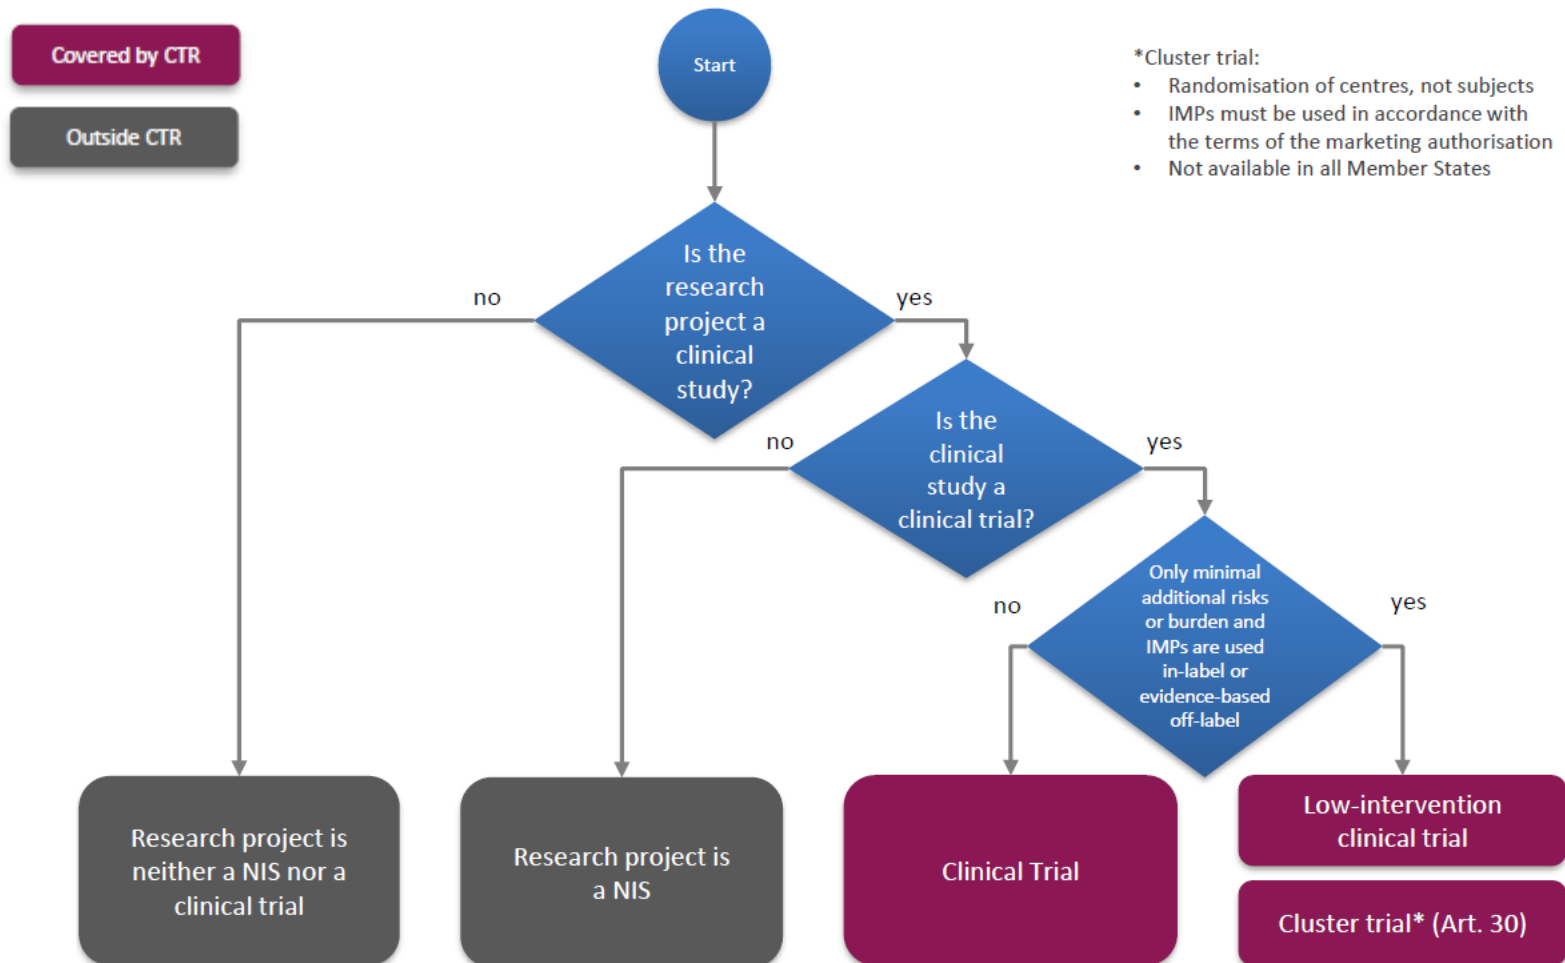 Covered by CTR
Outside CTR
Start
*Cluster trial:
• Randomisation of centres, not subjects
• IMPs must be used in accordance with
the terms of the marketing authorisation
• Not available in all Member States
Is the
research
project a
clinical
study?
no
yes
Is the
clinical
study a
clinical trial?
no
yes
Only minimal
additional risks
or burden and
IMPs are used
in-label or
evidence-based
off-label
no
yes
Research project is
neither a NIS nor a
clinical trial
Research project is
a NIS
Clinical Trial
Low-intervention
clinical trial
Cluster trial* (Art. 30)